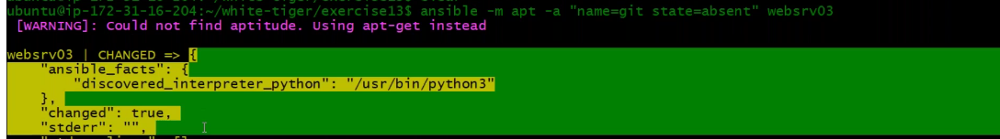 ubuntu@ip-172-31-16-204:~/white-tiger/exercise13$ ansible -m apt -a "name=git state=absent" websrv03
[WARNING]: Could not find aptitude. Using apt-get instead
websrv03 | CHANGED => {
"ansible_facts": {
"discovered_interpreter_python": "/usr/bin/python3"
},
"changed": true,
"stderr": "",